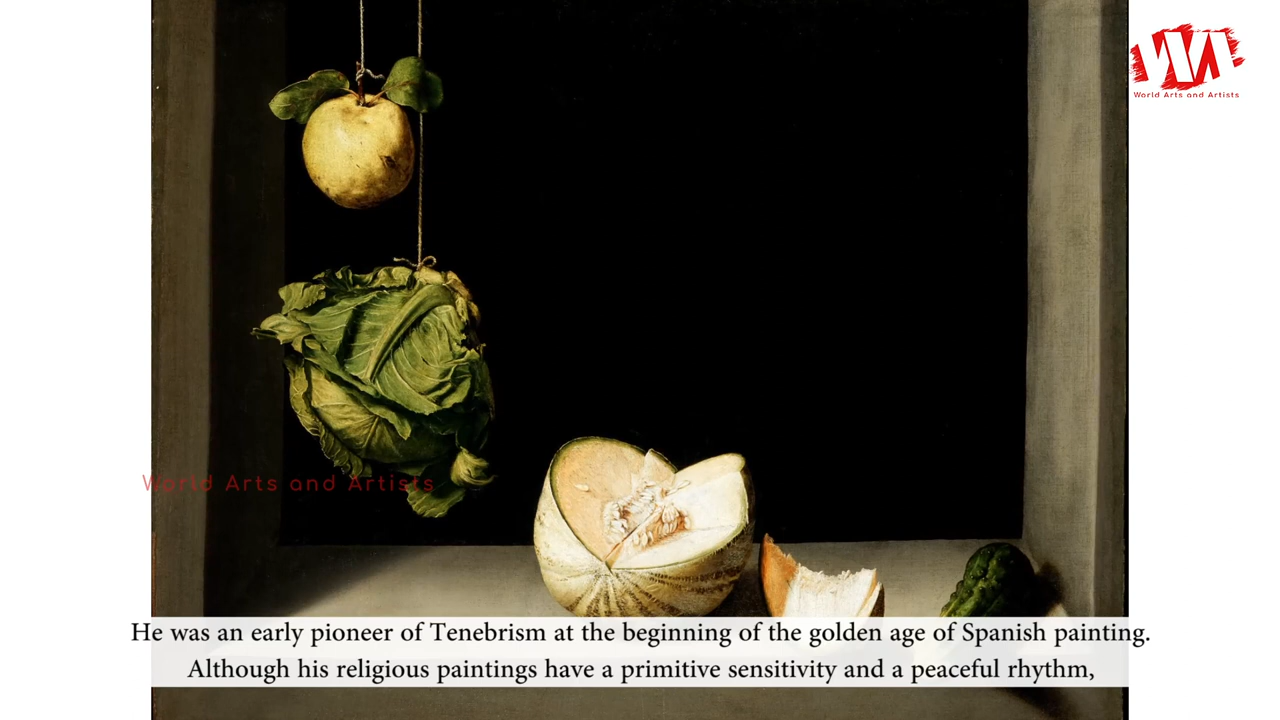 World Arts and Artists
World Arts and Artists
He was an early pioneer of Tenebrism at the beginning of the golden age of Spanish painting.
Although his religious paintings have a primitive sensitivity and a peaceful rhythm,